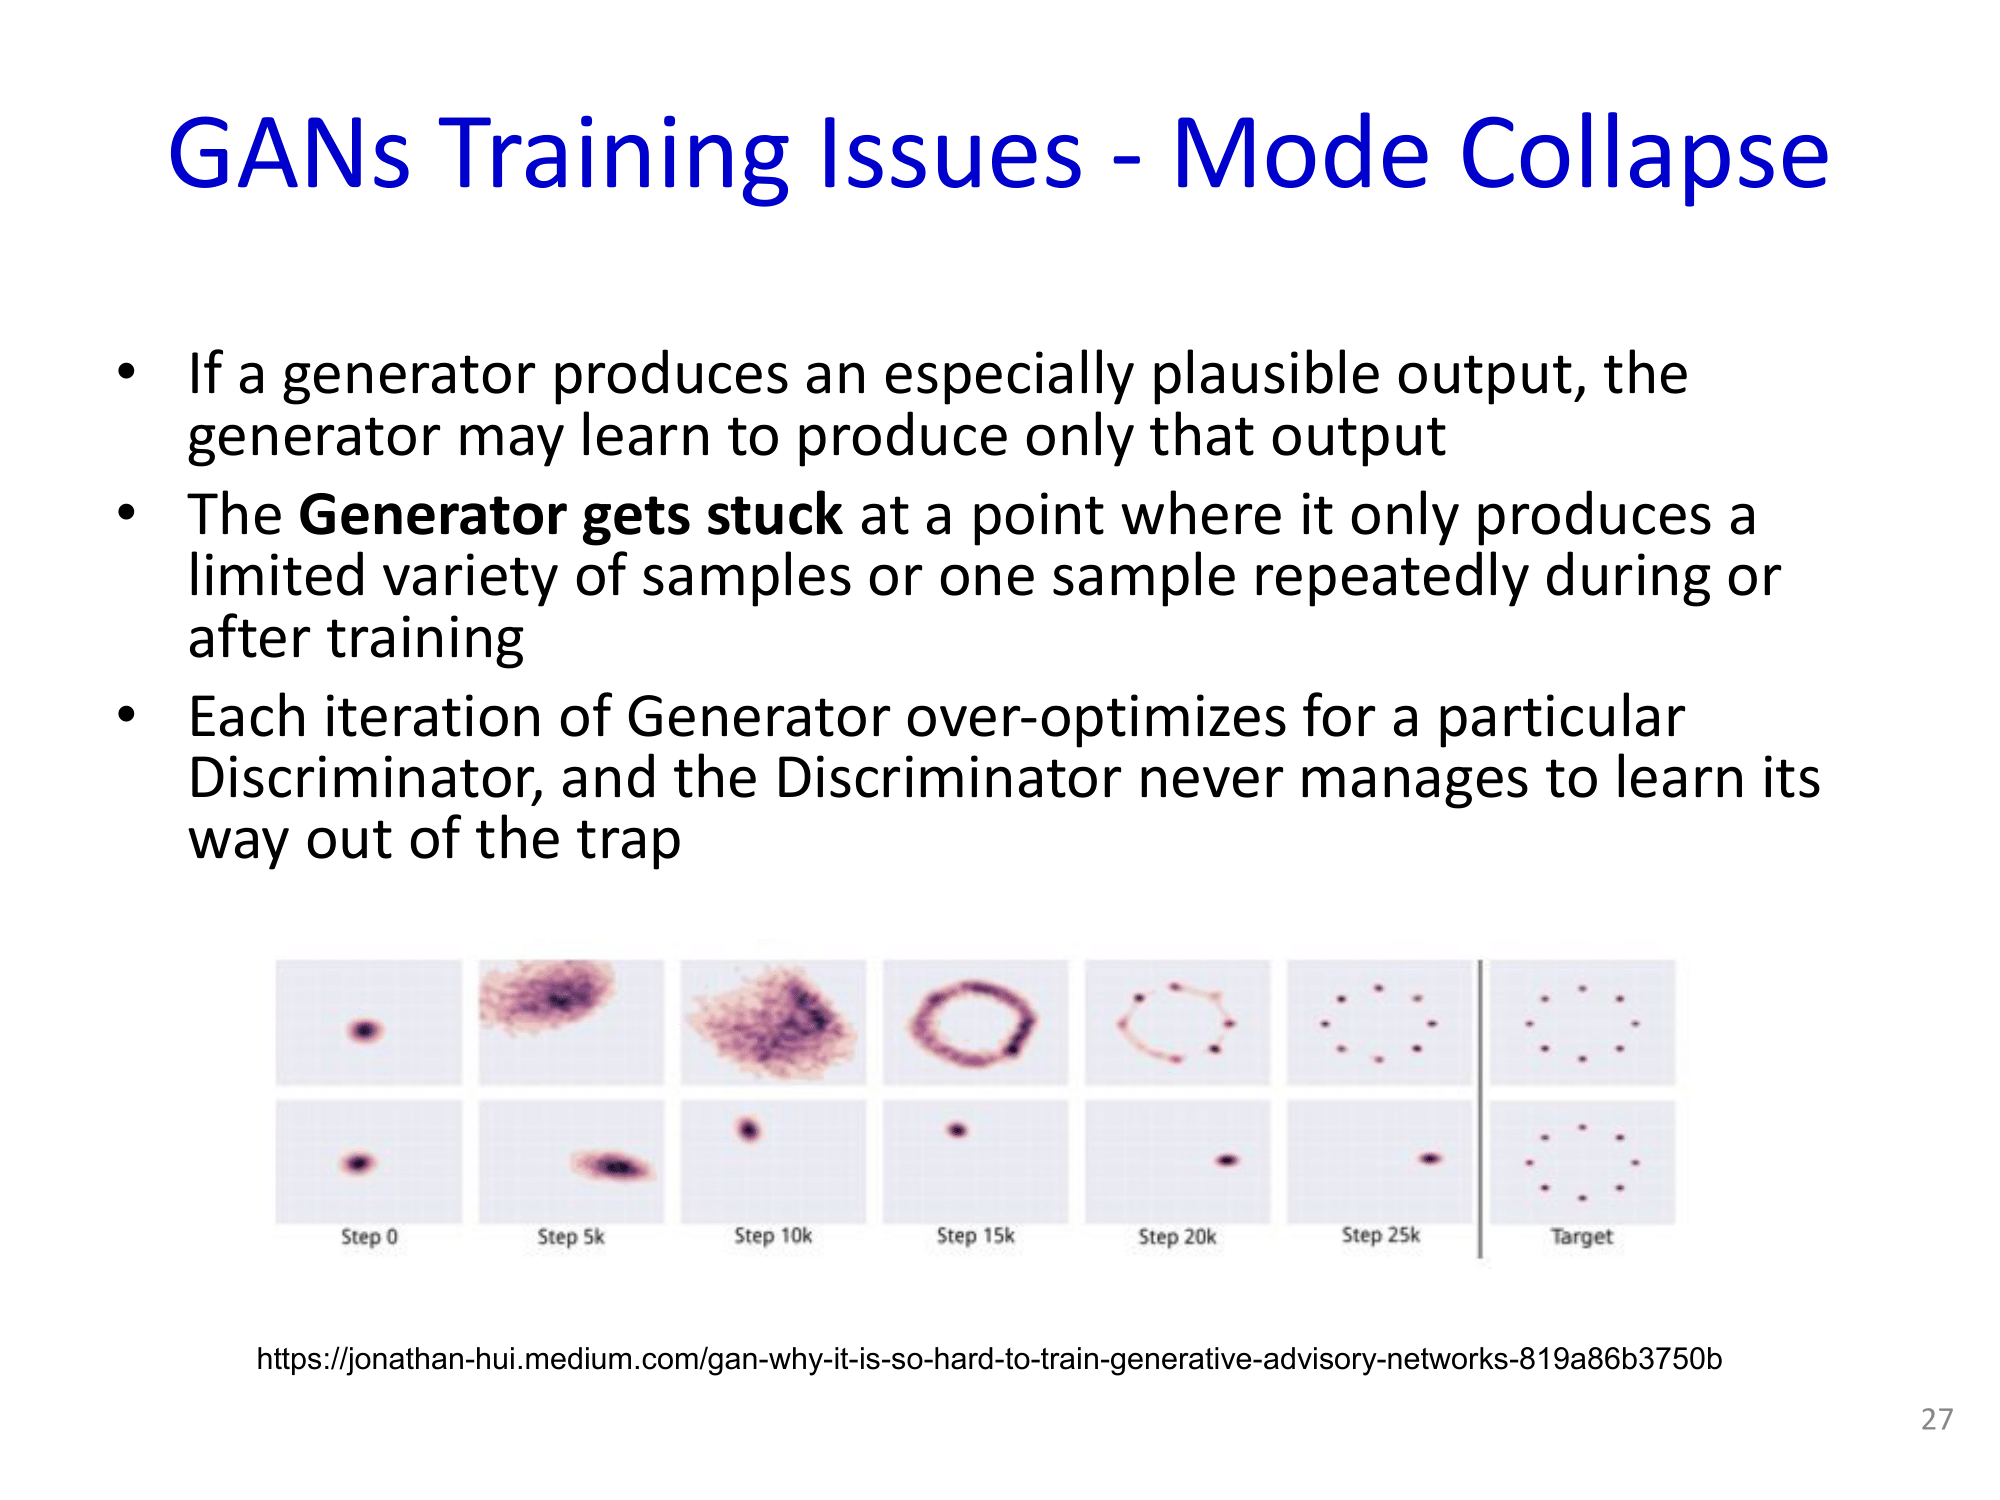 GANs Training Issues - Mode Collapse
• If a generator produces an especially plausible output, the
generator may learn to produce only that output
• The Generator gets stuck at a point where it only produces a
limited variety of samples or one sample repeatedly during or
after training
• Each iteration of Generator over-optimizes for a particular
Discriminator, and the Discriminator never manages to learn its
way out of the trap
Step 0 Step 5k Step 10k Step 15k Step 20k Step 25k Target
https://jonathan-hui.medium.com/gan-why-it-is-so-hard-to-train-generative-advisory-networks-819a86b3750b
27